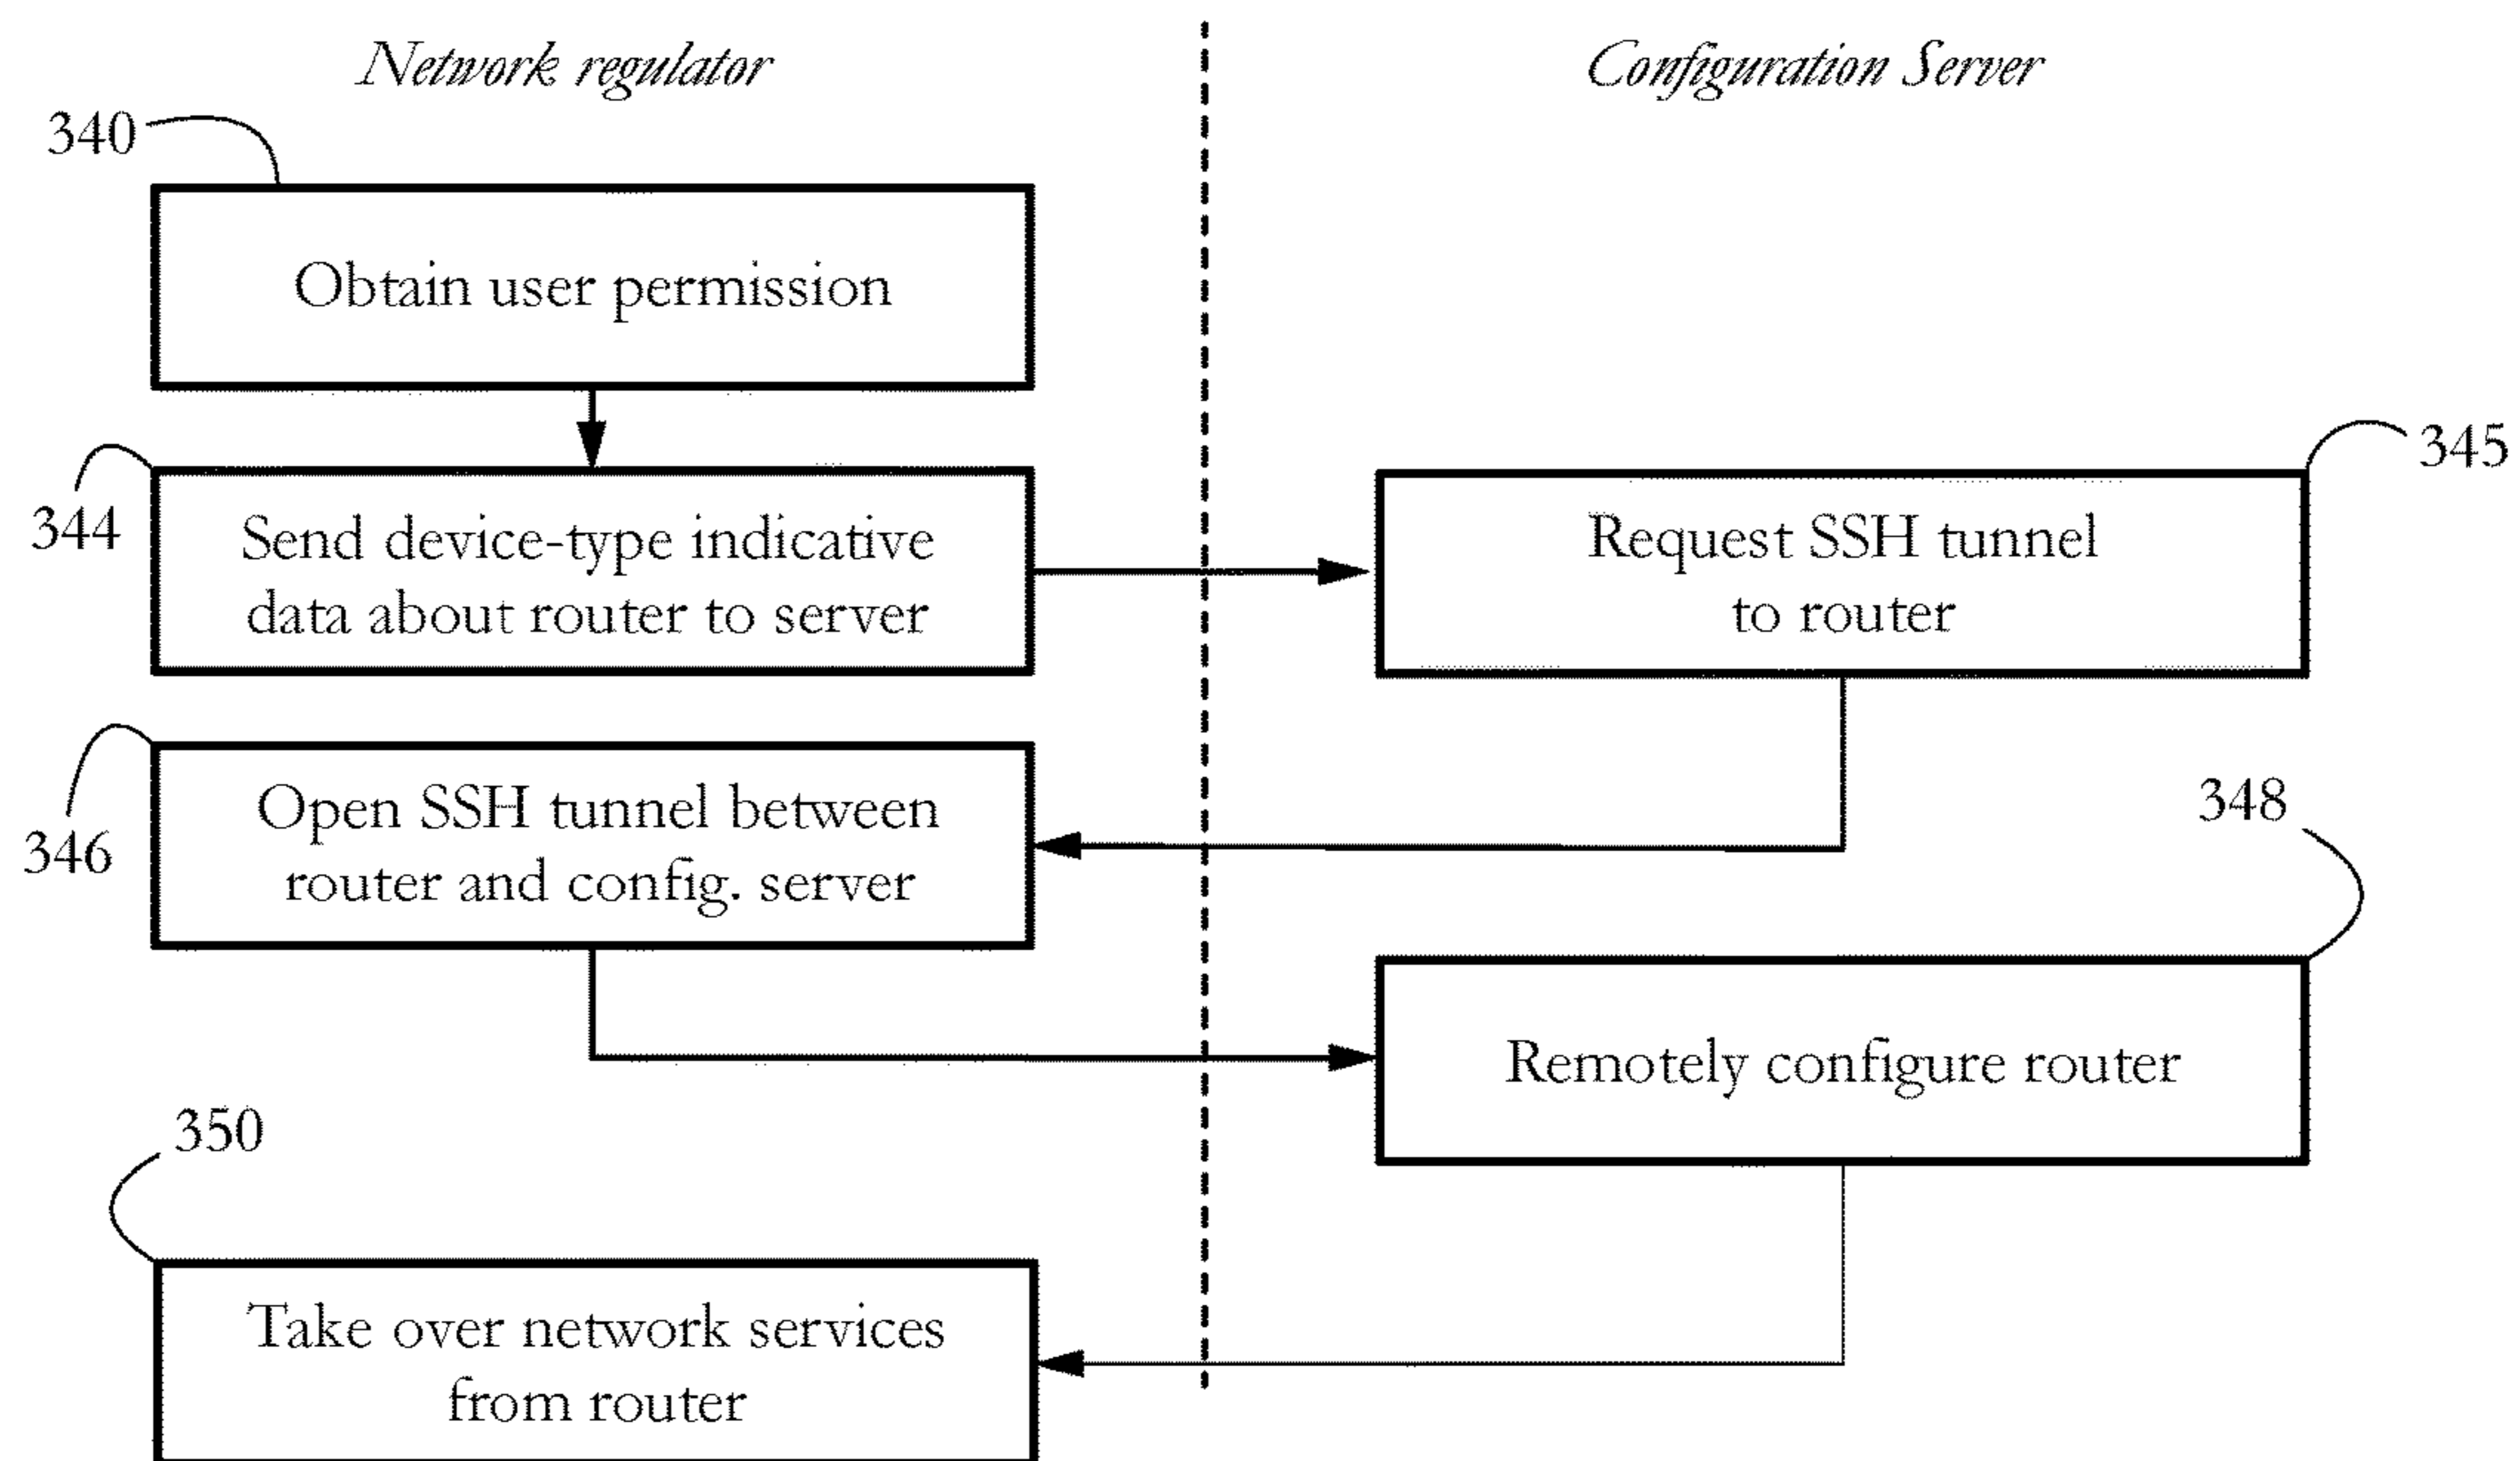 Network regulator
Configuration Server
340
Obtain user permission
344
Send device-type indicative
data about router to server
345
Request SSH tunnel
to router
346
Open SSH tunnel between
router and config. server
348
Remotely configure router
350
Take over network services
from router